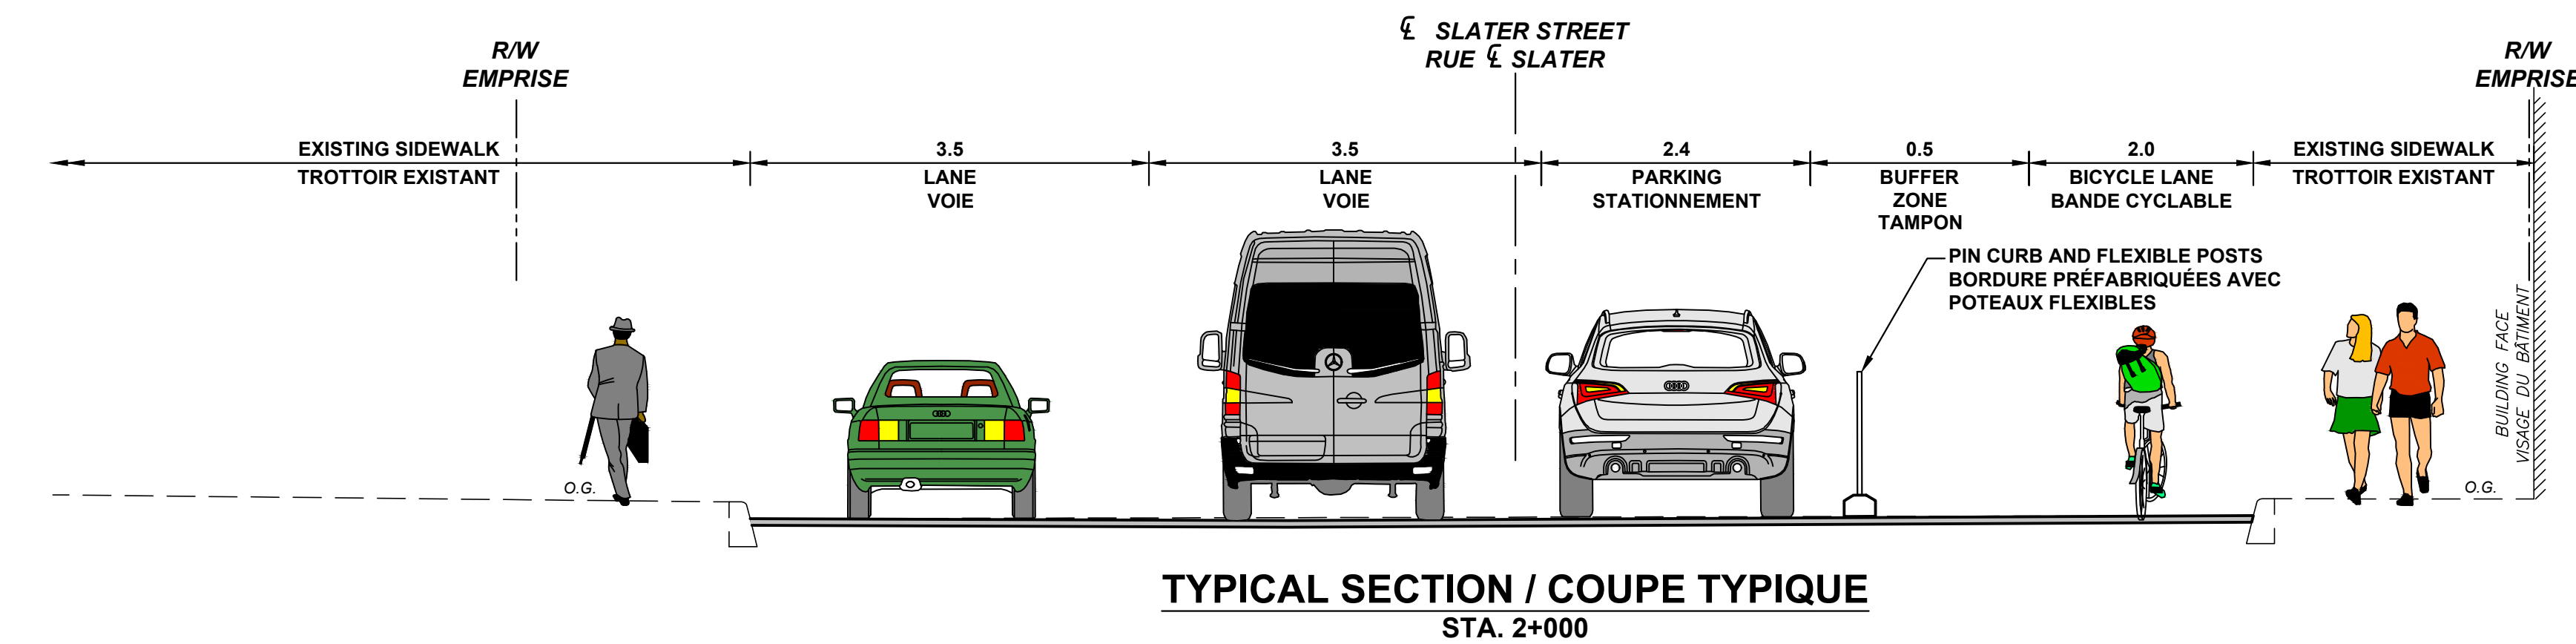 ℄ SLATER STREET
RUE ℄ SLATER
R/W
EMPRISE
R/W
EMPRISE
EXISTING SIDEWALK
TROTTOIR EXISTANT
3.5
LANE
VOIE
3.5
LANE
VOIE
2.4
PARKING
STATIONNEMENT
0.5
BUFFER
ZONE
TAMPON
2.0
BICYCLE LANE
BANDE CYCLABLE
EXISTING SIDEWALK
TROTTOIR EXISTANT
PIN CURB AND FLEXIBLE POSTS
BORDURE PRÉFABRIQUÉES AVEC
POTEAUX FLEXIBLES
BUILDING FACE
VISAGE DU BÂTIMENT
O.G.
O.G.
TYPICAL SECTION / COUPE TYPIQUE
STA. 2+000